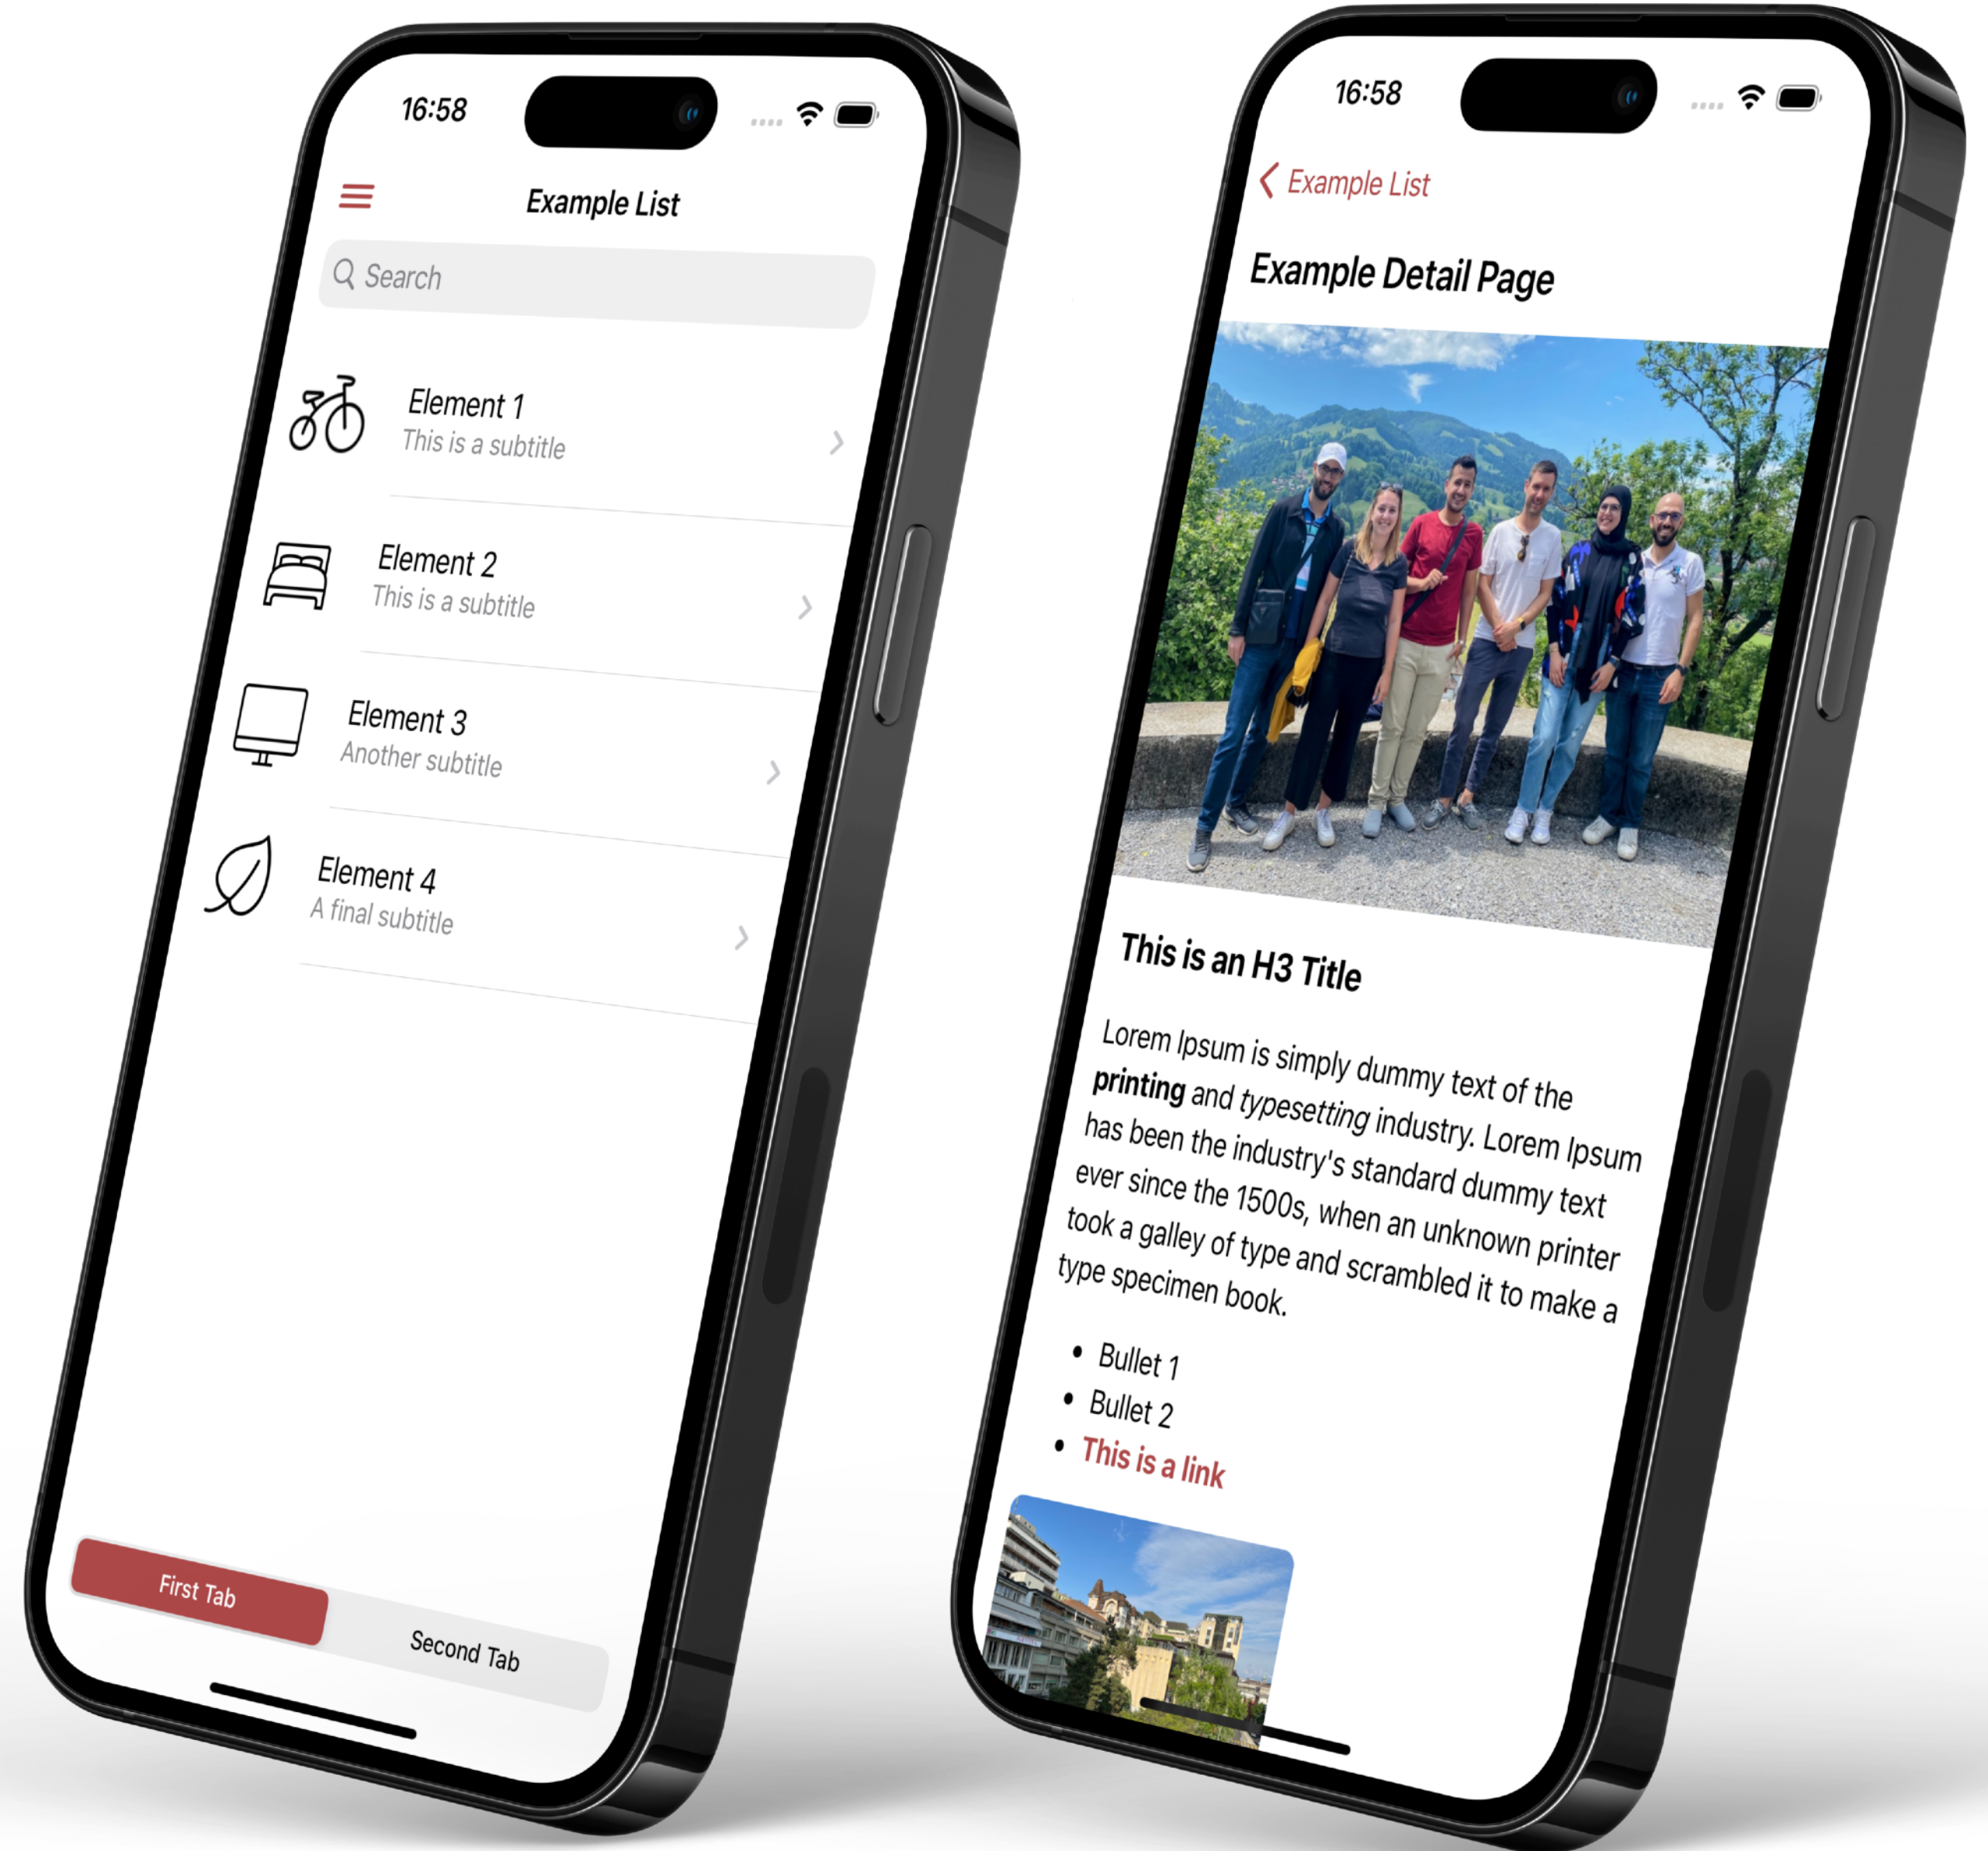 16:58
Example List
Search
Element 1
This is a subtitle
Element 2
This is a subtitle
Element 3
Another subtitle
Element 4
A final subtitle
First Tab
Second Tab
16:58
Example List
Example Detail Page
This is an H3 Title
Lorem Ipsum is simply dummy text of the
printing and typesetting industry. Lorem Ipsum
has been the industry's standard dummy text
ever since the 1500s, when an unknown printer
took a galley of type and scrambled it to make a
type specimen book.
• Bullet 1
• Bullet 2
• This is a link